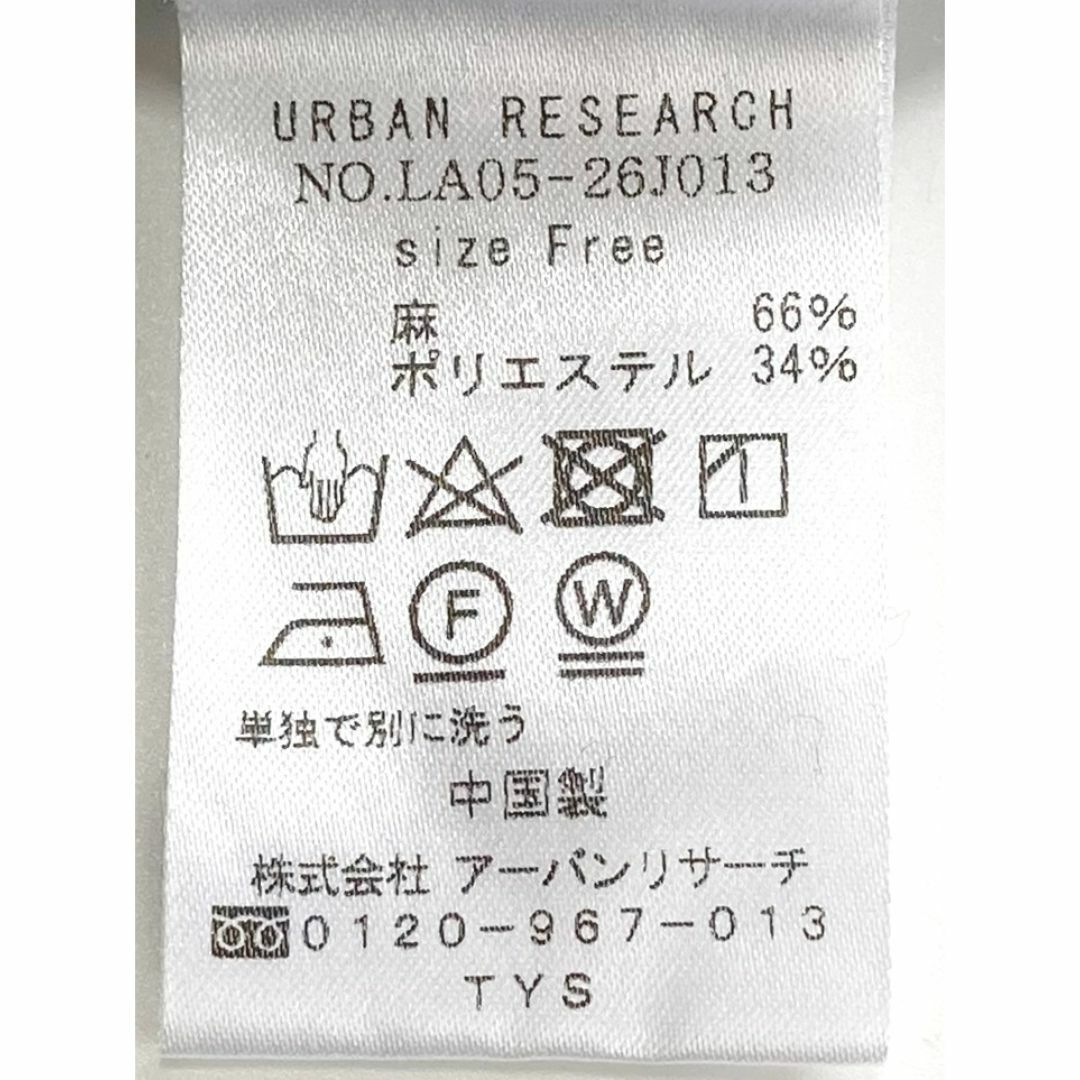 URBAN RESEARCH
NO.LA05-26J013
size Free
麻 66%
ポリエステル 34%
F W
単独で別に洗う
中国製
株式会社 アーバンリサーチ
0120-967-013
TYS